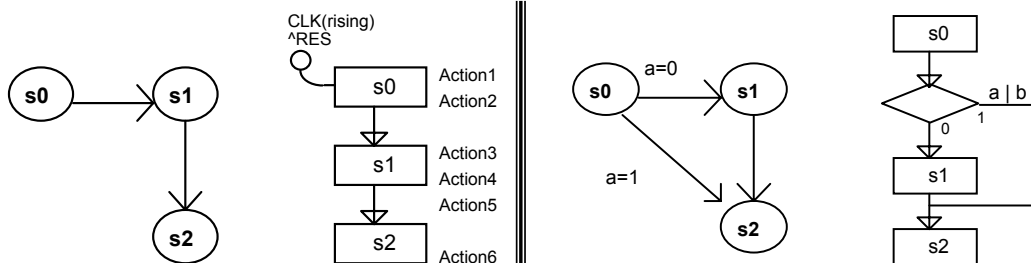 s0
s1
s2
CLK(rising)
^RES
s0
s1
s2
Action1
Action2
Action3
Action4
Action5
Action6
s0
a=0
s1
a=1
s2
s0
a | b
0
1
s1
s2